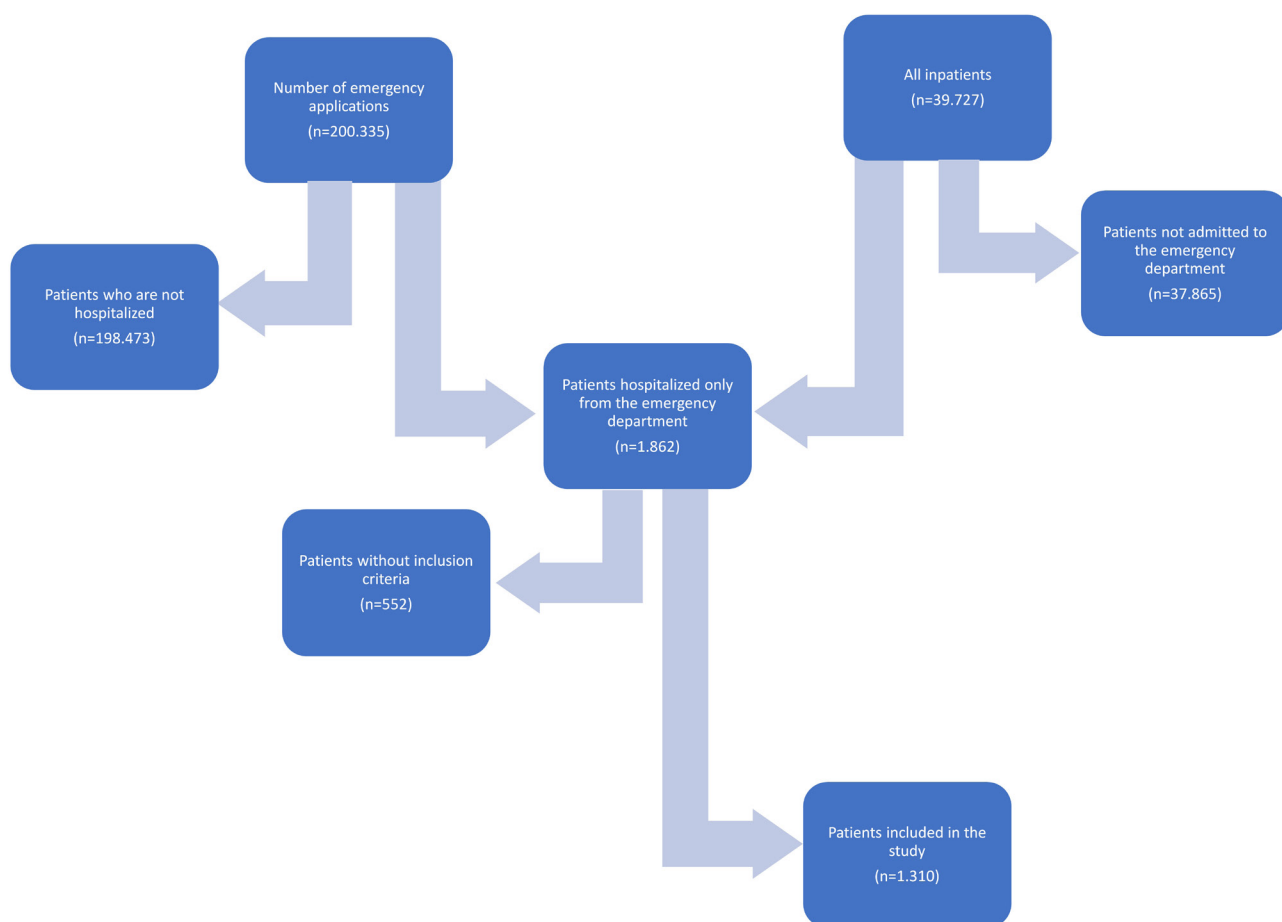 Number of emergency
applications
(n=200.335)
All inpatients
(n=39.727)
Patients who are not
hospitalized
(n=198.473)
Patients not admitted to
the emergency
department
(n=37.865)
Patients hospitalized only
from the emergency
department
(n=1.862)
Patients without inclusion
criteria
(n=552)
Patients included in the
study
(n=1.310)